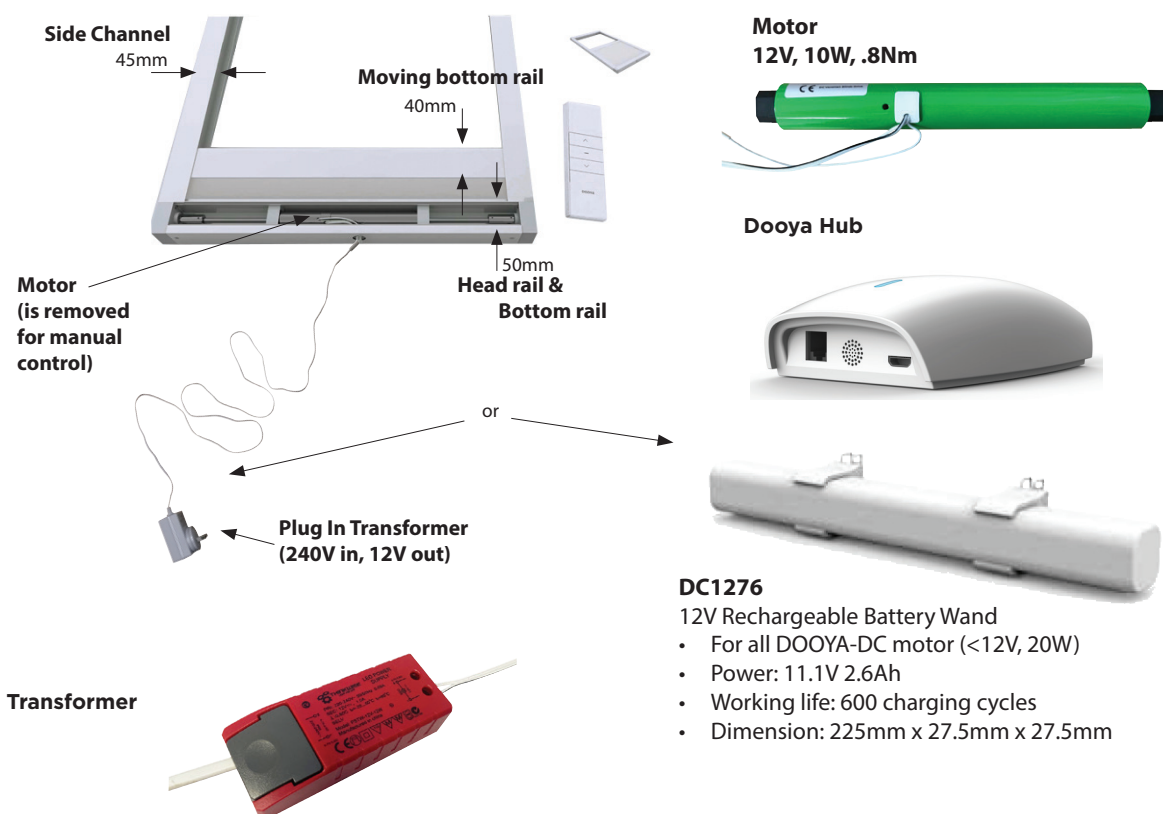 Side Channel
45mm
Moving bottom rail
40mm
Motor
12V, 10W, .8Nm
Dooya Hub
50mm
Head rail &
Bottom rail
Motor
(is removed
for manual
control)
or
Plug In Transformer
(240V in, 12V out)
Transformer
LED POWER
SUPPLY
DC1276
12V Rechargeable Battery Wand
• For all DOOYA-DC motor (<12V, 20W)
• Power: 11.1V 2.6Ah
• Working life: 600 charging cycles
• Dimension: 225mm x 27.5mm x 27.5mm